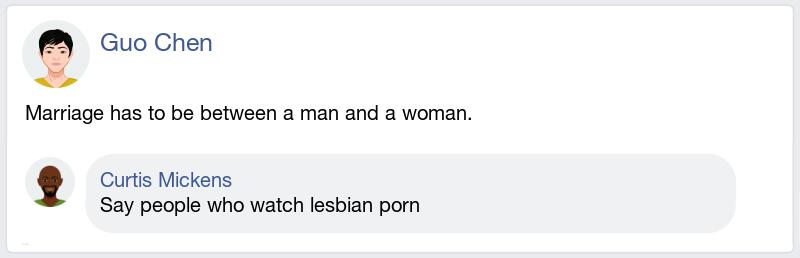 Guo Chen
Marriage has to be between a man and a woman.
Curtis Mickens
Say people who watch lesbian porn